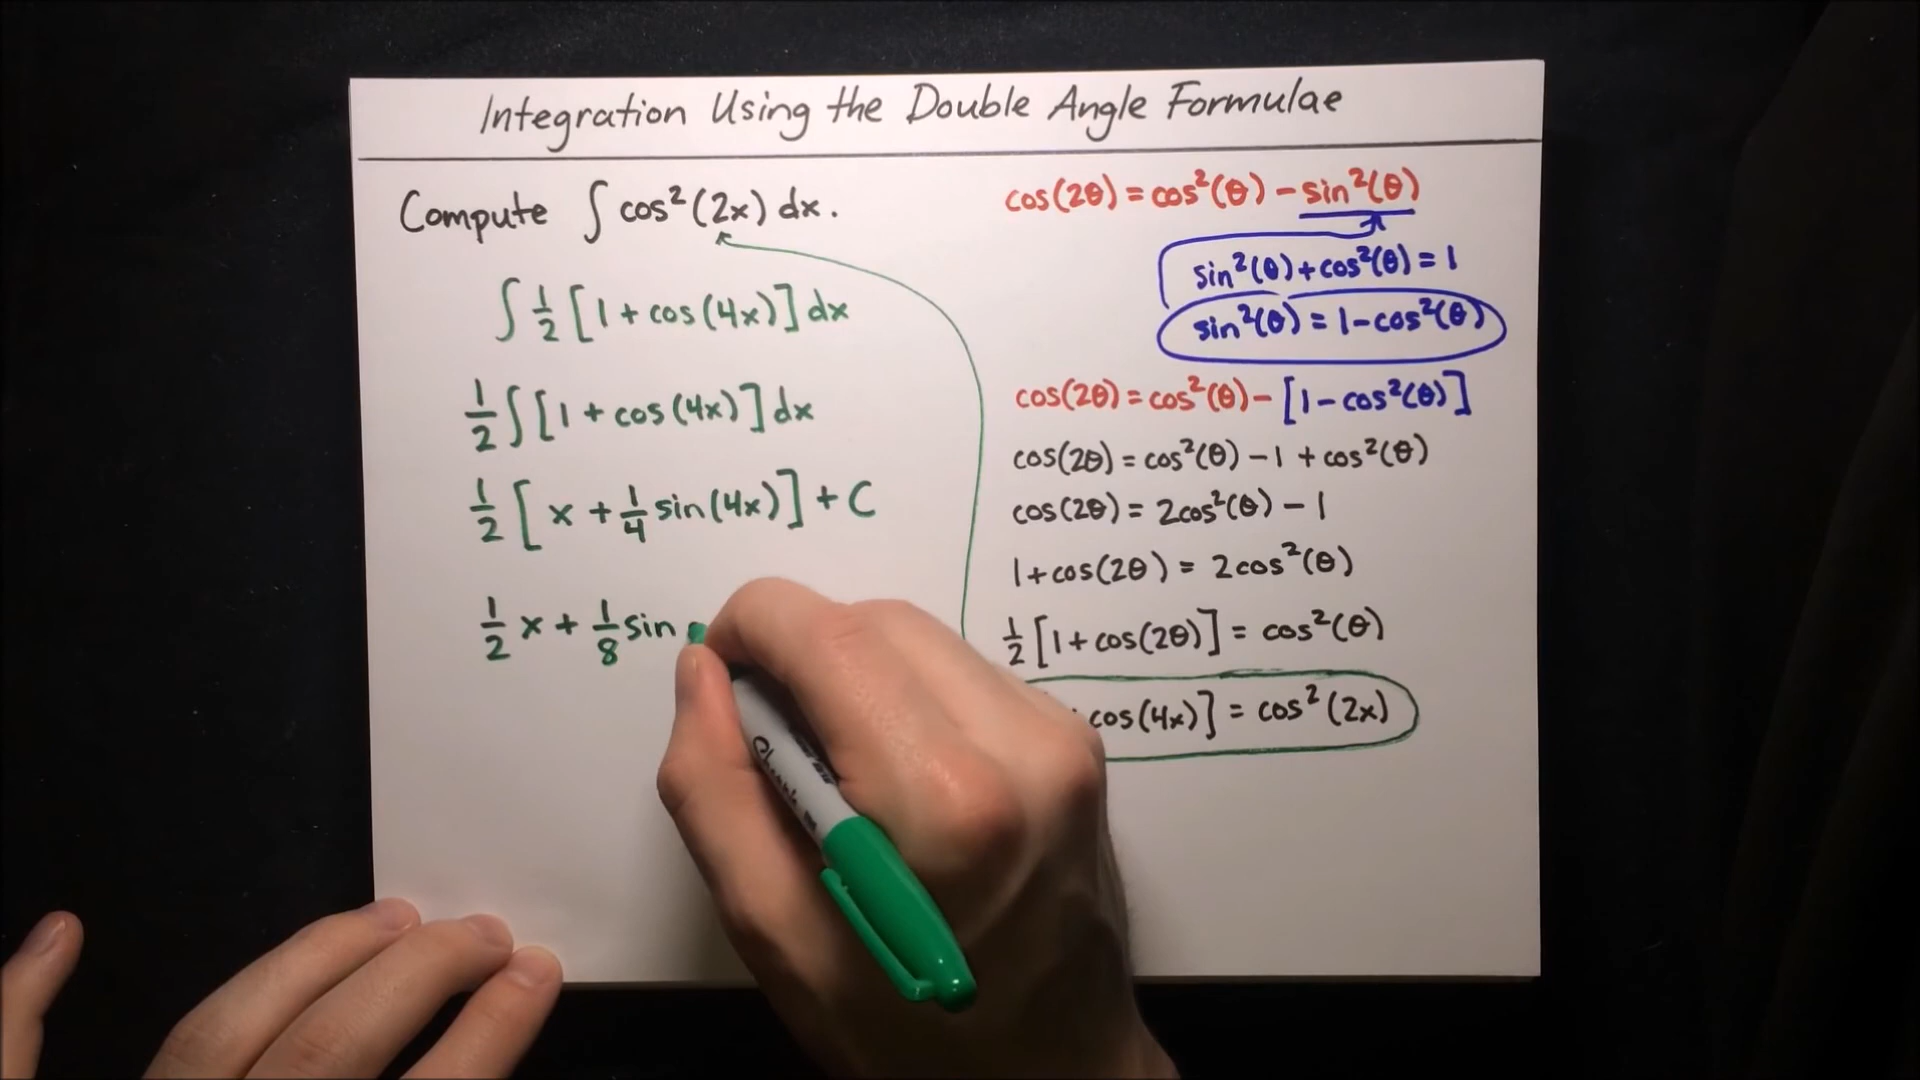 Integration Using the Double Angle Formulae
Compute ∫ cos²(2x) dx.
∫ 1/2 [1 + cos(4x)] dx
1/2 ∫ [1 + cos(4x)] dx
1/2 [x + 1/4 sin(4x)] + C
1/2 x + 1/8 sin
cos(2θ) = cos²(θ) − sin²(θ)
sin²(θ) + cos²(θ) = 1
sin²(θ) = 1 − cos²(θ)
cos(2θ) = cos²(θ) − [1 − cos²(θ)]
cos(2θ) = cos²(θ) − 1 + cos²(θ)
cos(2θ) = 2cos²(θ) − 1
1 + cos(2θ) = 2cos²(θ)
1/2 [1 + cos(2θ)] = cos²(θ)
cos(4x)] = cos²(2x)
Sharpie